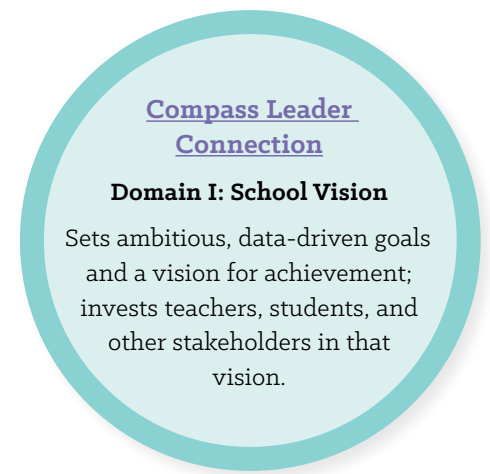 Compass Leader
Connection
Domain I: School Vision
Sets ambitious, data-driven goals
and a vision for achievement;
invests teachers, students, and
other stakeholders in that
vision.